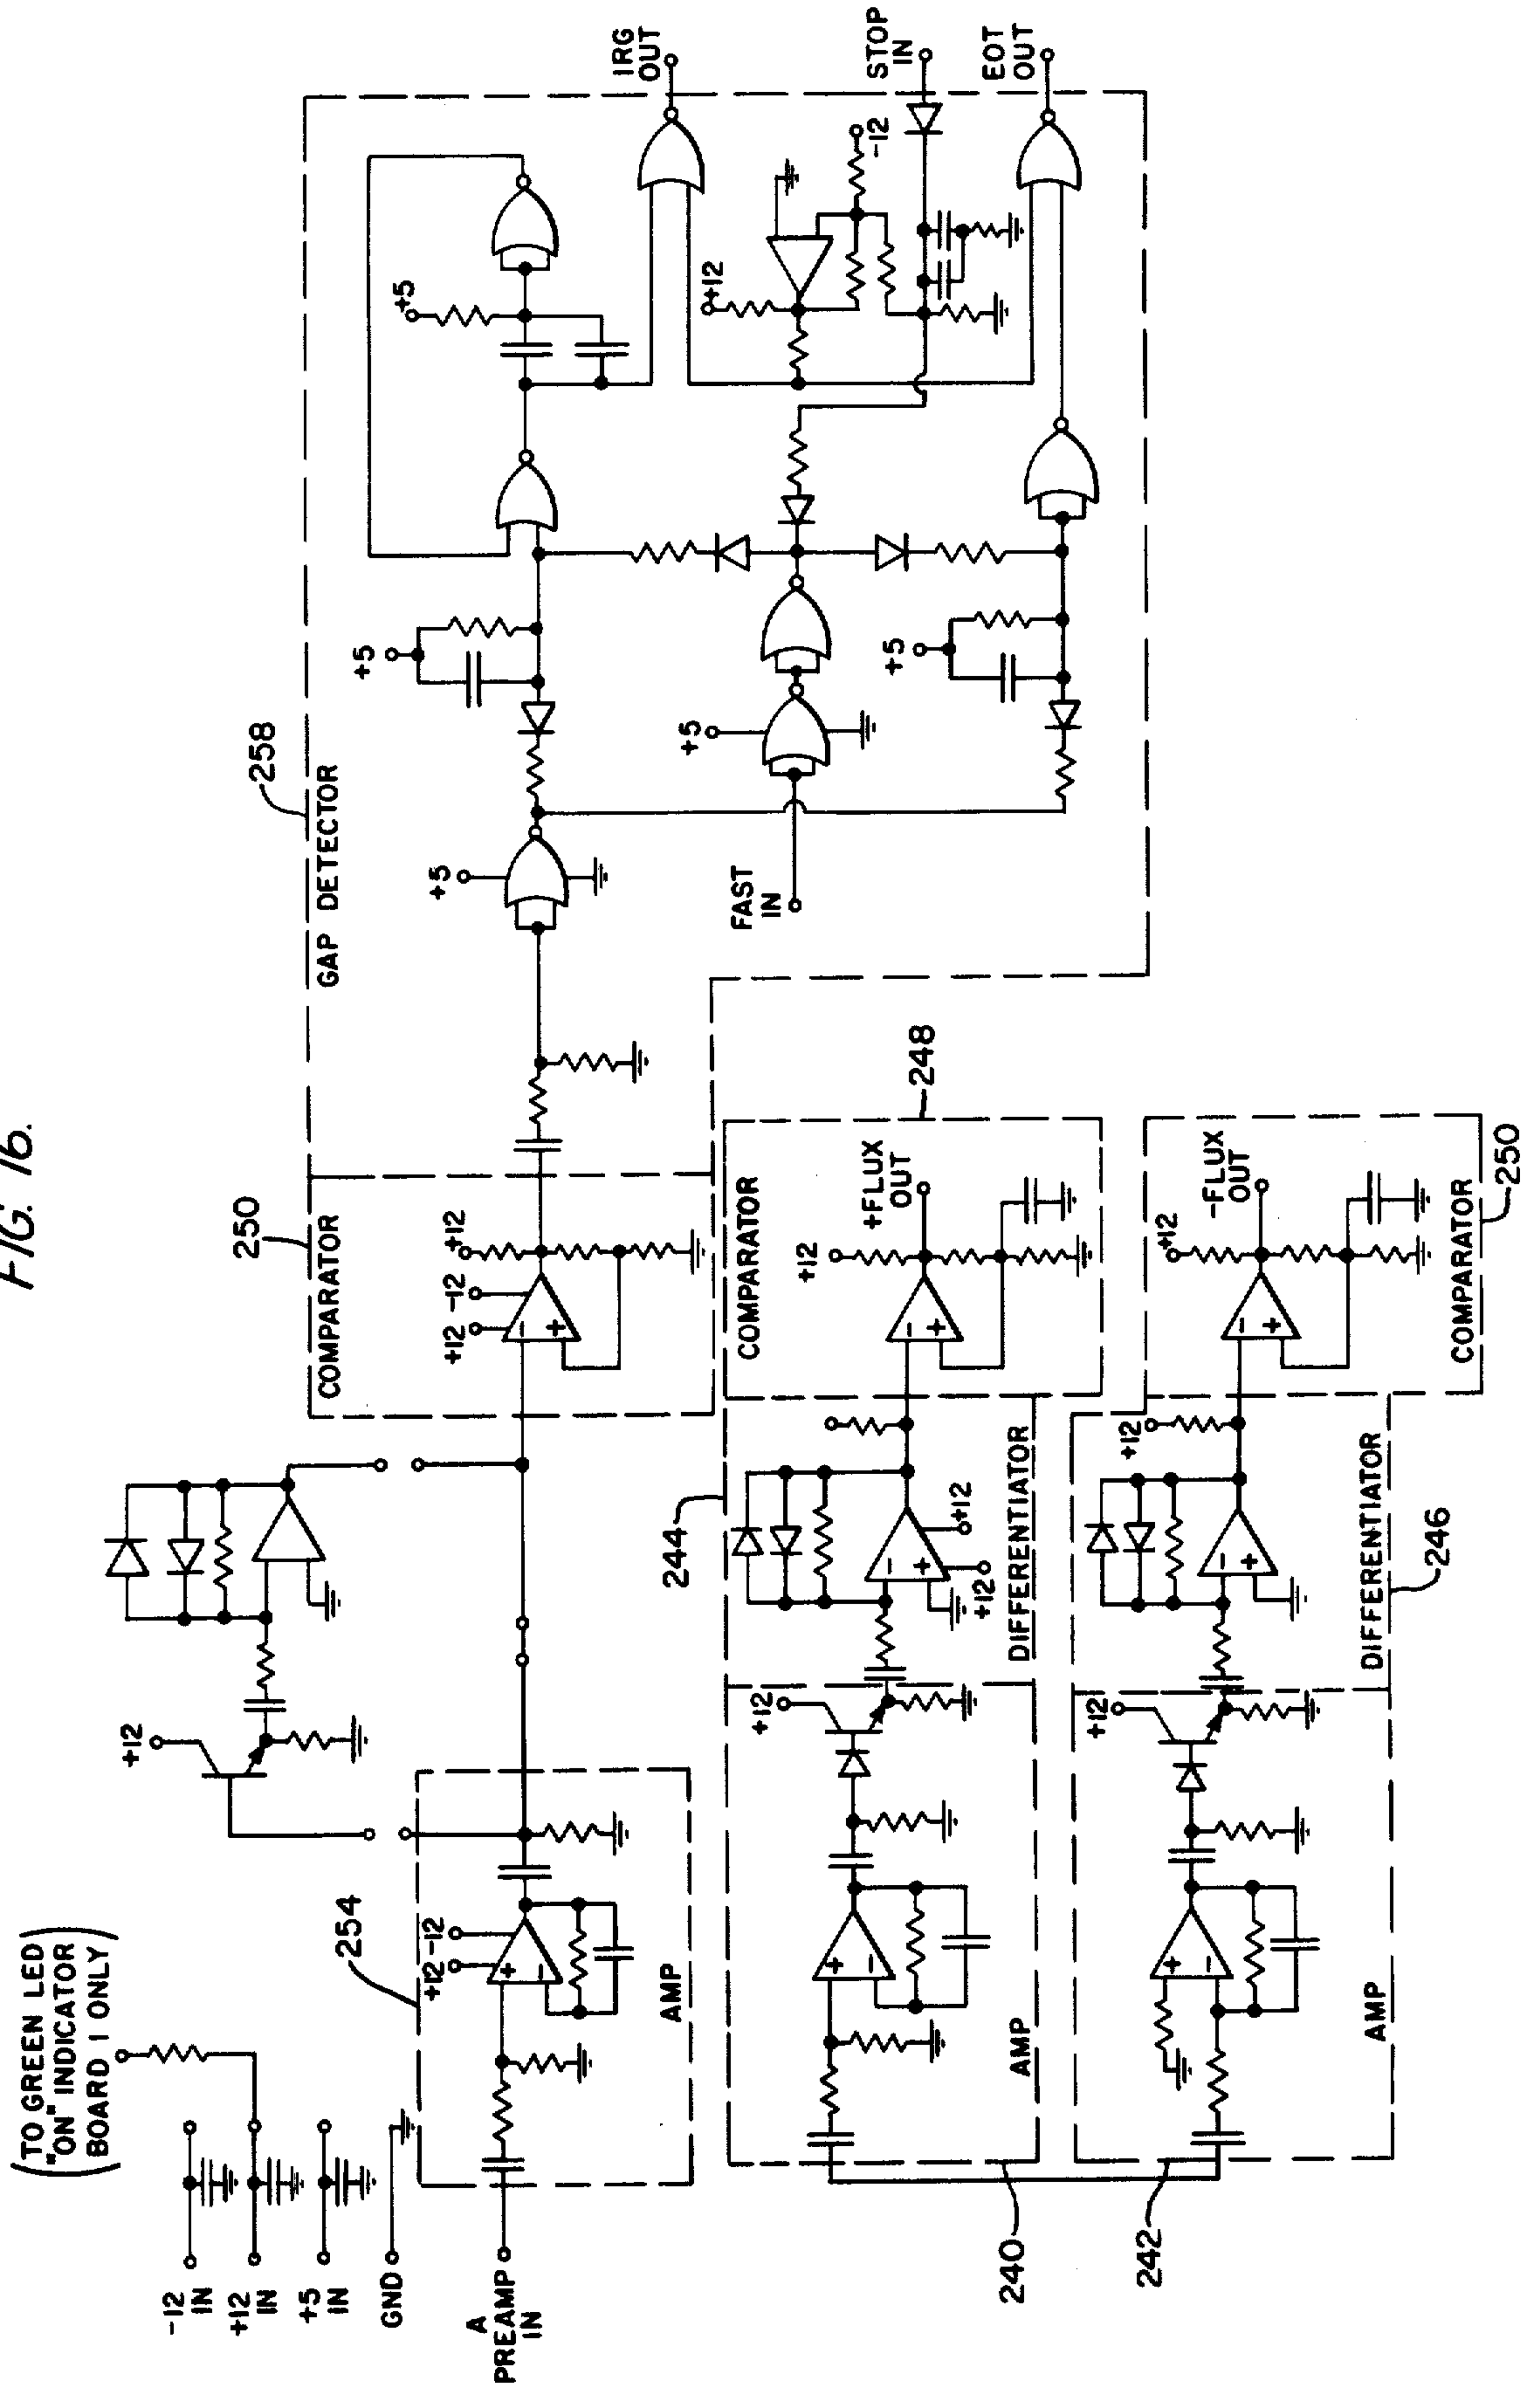 FIG. 16.
(TO GREEN LED
"ON" INDICATOR
BOARD 1 ONLY)
-12
IN
+12
IN
+5
IN
GND
A
PREAMP
IN
254
+12
-12
AMP
+12
250
COMPARATOR
+12
-12
+12
258
GAP DETECTOR
+5
+5
+5
IRG
OUT
FAST
IN
+5
+5
+12
-12
STOP
IN
EOT
OUT
240
AMP
+12
244
DIFFERENTIATOR
+12
+12
248
COMPARATOR
+12
+FLUX
OUT
242
AMP
+12
246
DIFFERENTIATOR
+12
250
COMPARATOR
+12
-FLUX
OUT
-
+
-
+
-
+
-
+
-
+
+
-
+
-
+
-